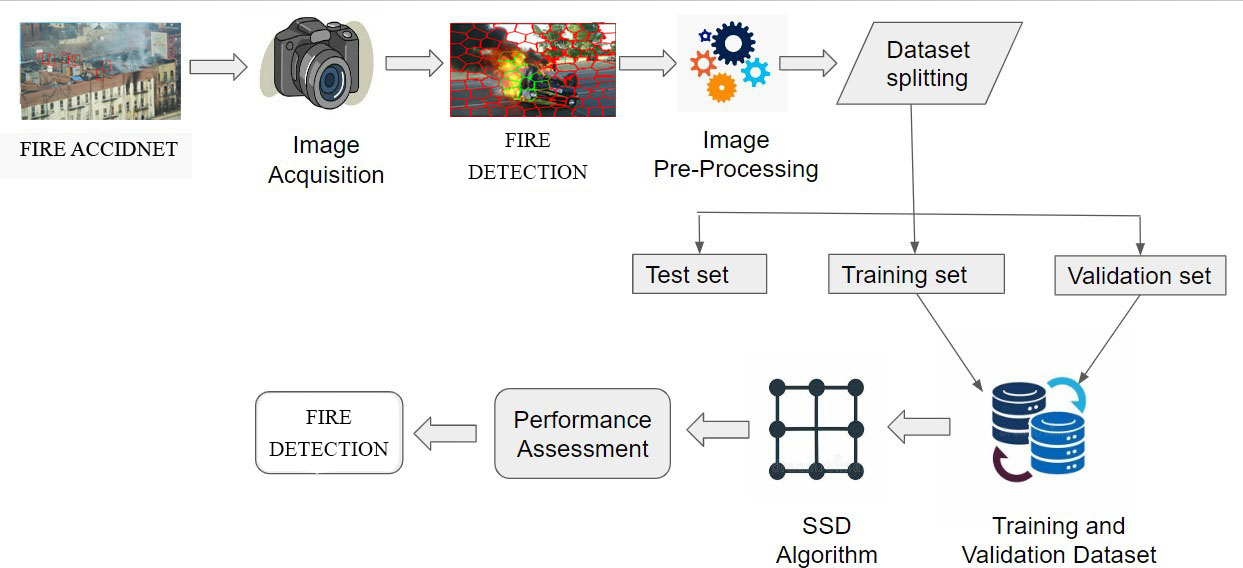 FIRE ACCIDNET
Image
Acquisition
FIRE
DETECTION
Image
Pre-Processing
Dataset
splitting
Test set
Training set
Validation set
Training and
Validation Dataset
SSD
Algorithm
Performance
Assessment
FIRE
DETECTION